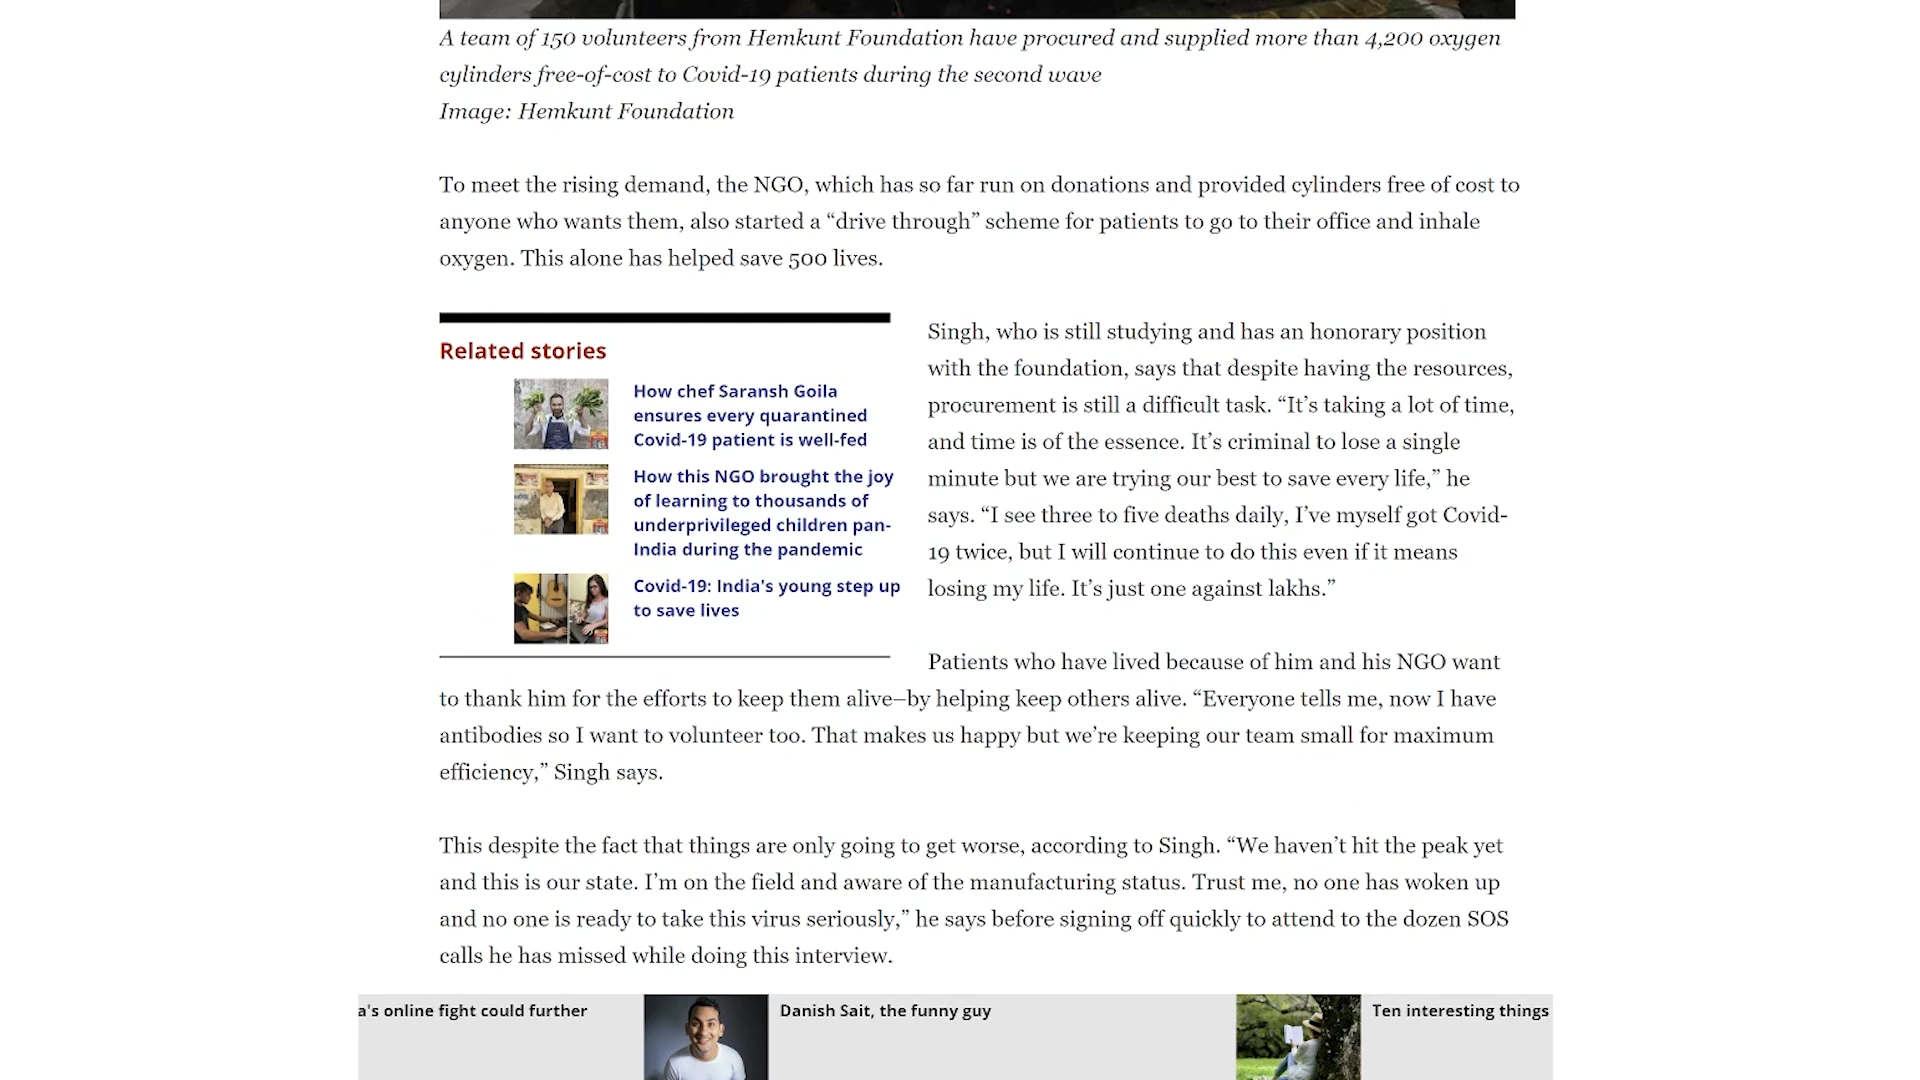 A team of 150 volunteers from Hemkunt Foundation have procured and supplied more than 4,200 oxygen
cylinders free-of-cost to Covid-19 patients during the second wave
Image: Hemkunt Foundation
To meet the rising demand, the NGO, which has so far run on donations and provided cylinders free of cost to
anyone who wants them, also started a “drive through” scheme for patients to go to their office and inhale
oxygen. This alone has helped save 500 lives.
Related stories
How chef Saransh Goila
ensures every quarantined
Covid-19 patient is well-fed
How this NGO brought the joy
of learning to thousands of
underprivileged children pan-
India during the pandemic
Covid-19: India's young step up
to save lives
Singh, who is still studying and has an honorary position
with the foundation, says that despite having the resources,
procurement is still a difficult task. “It’s taking a lot of time,
and time is of the essence. It’s criminal to lose a single
minute but we are trying our best to save every life,” he
says. “I see three to five deaths daily, I’ve myself got Covid-
19 twice, but I will continue to do this even if it means
losing my life. It’s just one against lakhs.”
Patients who have lived because of him and his NGO want
to thank him for the efforts to keep them alive–by helping keep others alive. “Everyone tells me, now I have
antibodies so I want to volunteer too. That makes us happy but we’re keeping our team small for maximum
efficiency,” Singh says.
This despite the fact that things are only going to get worse, according to Singh. “We haven’t hit the peak yet
and this is our state. I’m on the field and aware of the manufacturing status. Trust me, no one has woken up
and no one is ready to take this virus seriously,” he says before signing off quickly to attend to the dozen SOS
calls he has missed while doing this interview.
a's online fight could further
Danish Sait, the funny guy
Ten interesting things